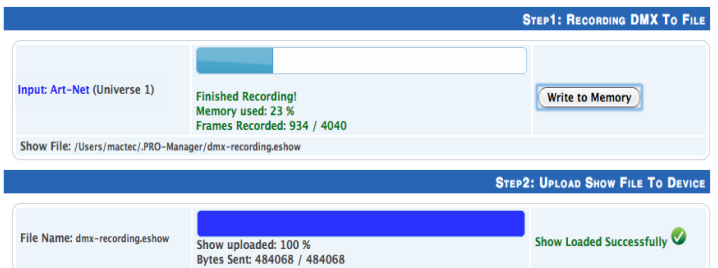 STEP1: RECORDING DMX TO FILE
Input: Art-Net (Universe 1)
Finished Recording!
Memory used: 23 %
Frames Recorded: 934 / 4040
Write to Memory
Show File: /Users/mactec/.PRO-Manager/dmx-recording.eshow
STEP2: UPLOAD SHOW FILE TO DEVICE
File Name: dmx-recording.eshow
Show uploaded: 100 %
Bytes Sent: 484068 / 484068
Show Loaded Successfully